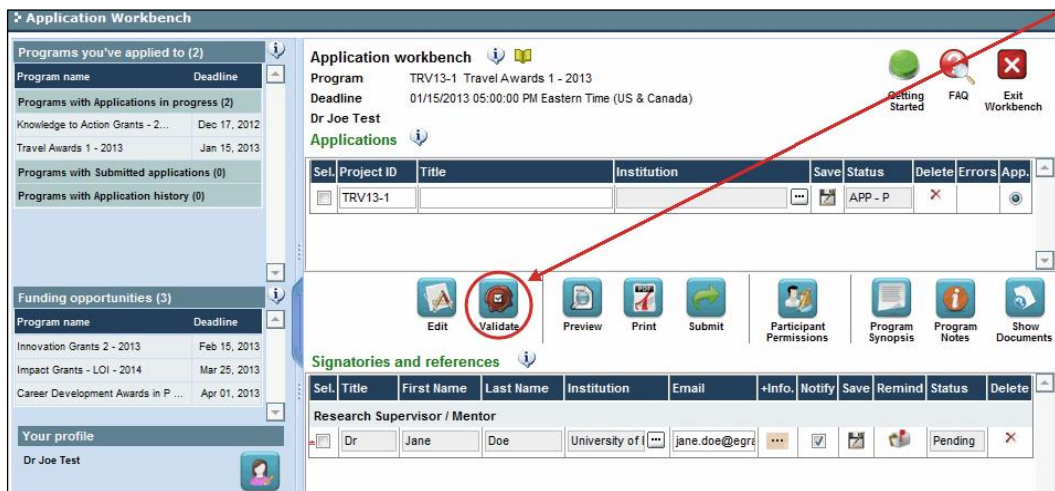 Application Workbench
Programs you've applied to (2)
Program name Deadline
Programs with Applications in progress (2)
Knowledge to Action Grants - 2... Dec 17, 2012
Travel Awards 1 - 2013 Jan 15, 2013
Programs with Submitted applications (0)
Programs with Application history (0)
Funding opportunities (3)
Program name Deadline
Innovation Grants 2 - 2013 Feb 15, 2013
Impact Grants - LOI - 2014 Mar 25, 2013
Career Development Awards in P ... Apr 01, 2013
Your profile
Dr Joe Test
Application workbench
Program TRV13-1 Travel Awards 1 - 2013
Deadline 01/15/2013 05:00:00 PM Eastern Time (US & Canada)
Dr Joe Test
Getting Started
FAQ
Exit Workbench
Applications
Sel. Project ID Title Institution Save Status Delete Errors App.
TRV13-1 ... APP - P
Edit Validate Preview Print Submit Participant Permissions Program Synopsis Program Notes Show Documents
Signatories and references
Sel. Title First Name Last Name Institution Email +Info. Notify Save Remind Status Delete
Research Supervisor / Mentor
Dr Jane Doe University of ... jane.doe@egra ... Pending